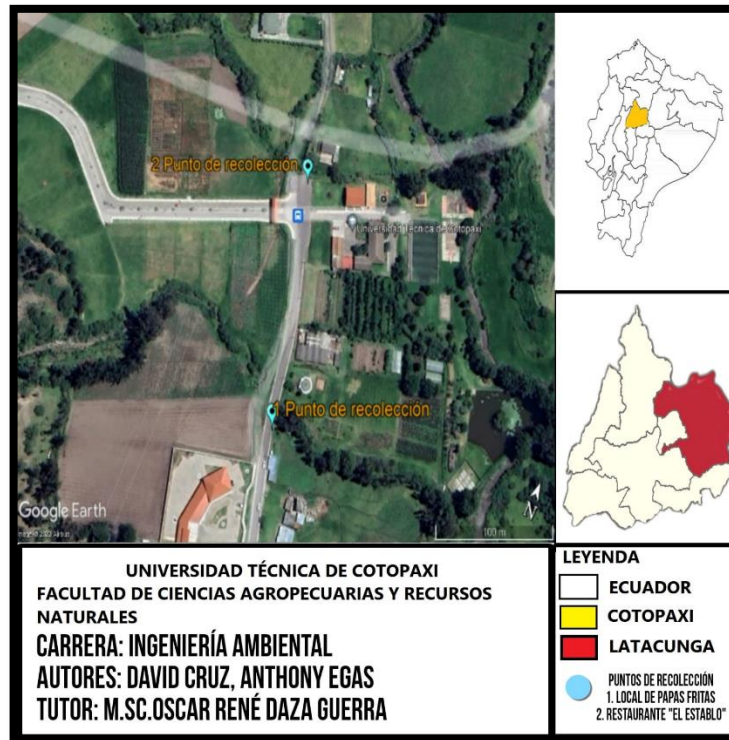 2 Punto de recolección
Universidad Técnica de Cotopaxi
1 Punto de recolección
Google Earth
100 m
N
UNIVERSIDAD TÉCNICA DE COTOPAXI
FACULTAD DE CIENCIAS AGROPECUARIAS Y RECURSOS
NATURALES
CARRERA: INGENIERÍA AMBIENTAL
AUTORES: DAVID CRUZ, ANTHONY EGAS
TUTOR: M.SC.OSCAR RENÉ DAZA GUERRA
LEYENDA
ECUADOR
COTOPAXI
LATACUNGA
PUNTOS DE RECOLECCIÓN
1. LOCAL DE PAPAS FRITAS
2. RESTAURANTE "EL ESTABLO"